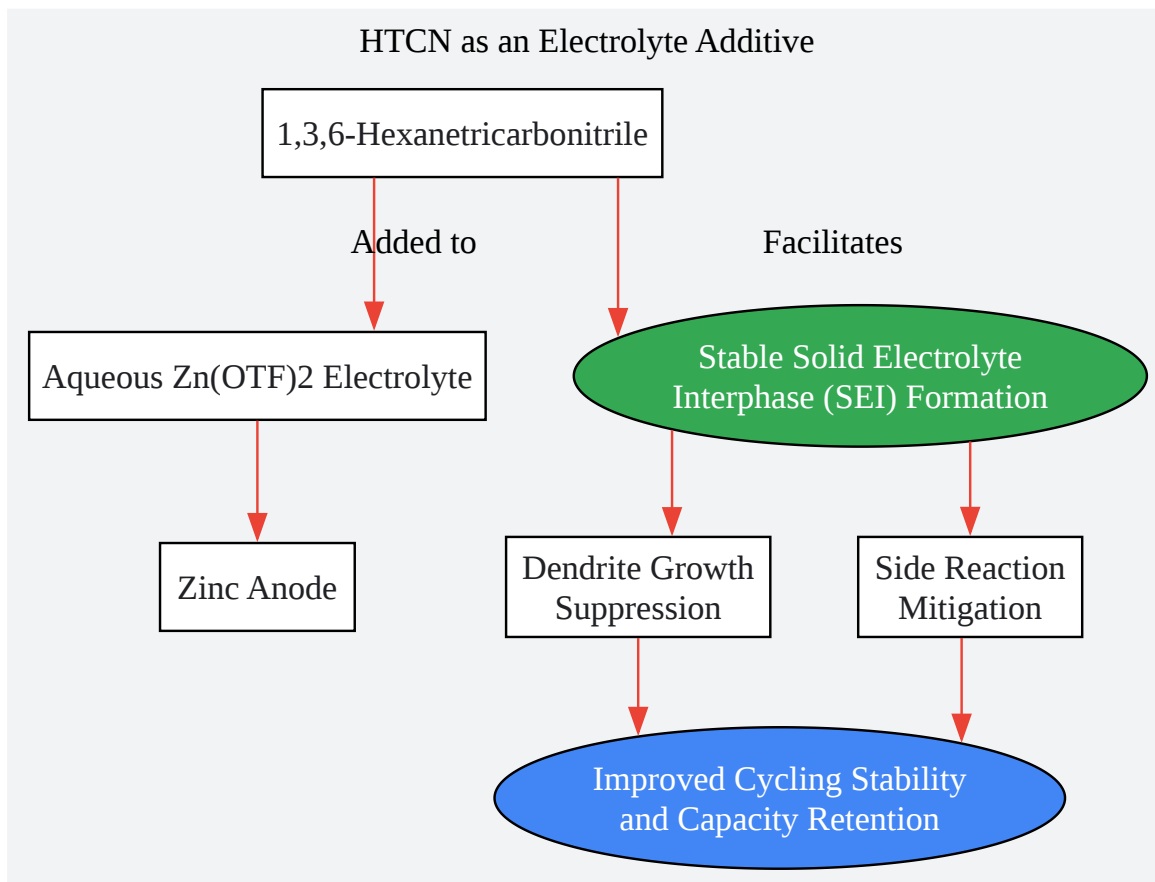 HTCN as an Electrolyte Additive
1,3,6-Hexanetricarbonitrile
Added to
Facilitates
Aqueous Zn(OTF)2 Electrolyte
Stable Solid Electrolyte
Interphase (SEI) Formation
Zinc Anode
Dendrite Growth
Suppression
Side Reaction
Mitigation
Improved Cycling Stability
and Capacity Retention